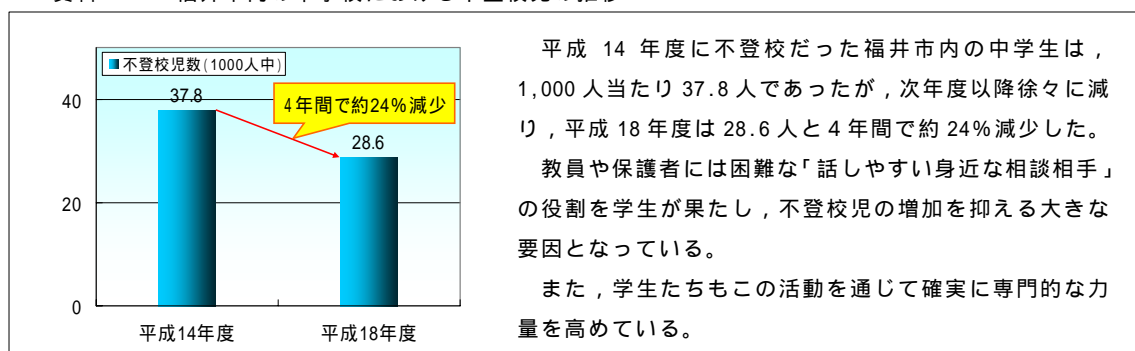 不登校児数(1000人中)
40
20
0
37.8
4年間で約24%減少
28.6
平成14年度
平成18年度
平成 14 年度に不登校だった福井市内の中学生は，
1,000 人当たり 37.8 人であったが，次年度以降徐々に減
り，平成 18 年度は 28.6 人と４年間で約 24%減少した。
教員や保護者には困難な「話しやすい身近な相談相手」
の役割を学生が果たし，不登校児の増加を抑える大きな
要因となっている。
また，学生たちもこの活動を通じて確実に専門的な力
量を高めている。